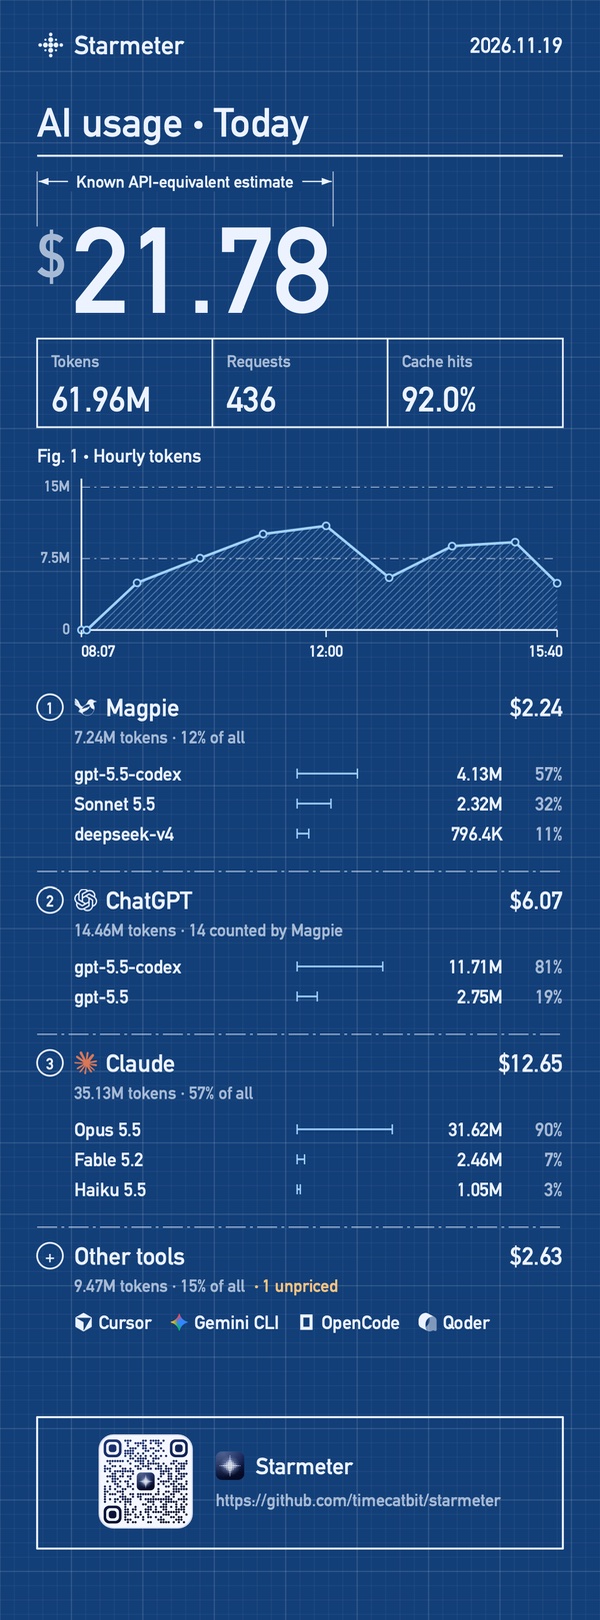 Starmeter 2026.11.19
AI usage • Today
Known API-equivalent estimate
$21.78
Tokens Requests Cache hits
61.96M 436 92.0%
Fig. 1 • Hourly tokens
15M
7.5M
0
08:07 12:00 15:40
1 Magpie $2.24
7.24M tokens · 12% of all
gpt-5.5-codex 4.13M 57%
Sonnet 5.5 2.32M 32%
deepseek-v4 796.4K 11%
2 ChatGPT $6.07
14.46M tokens · 14 counted by Magpie
gpt-5.5-codex 11.71M 81%
gpt-5.5 2.75M 19%
3 Claude $12.65
35.13M tokens · 57% of all
Opus 5.5 31.62M 90%
Fable 5.2 2.46M 7%
Haiku 5.5 1.05M 3%
+ Other tools $2.63
9.47M tokens · 15% of all · 1 unpriced
Cursor Gemini CLI OpenCode Qoder
Starmeter
https://github.com/timecatbit/starmeter